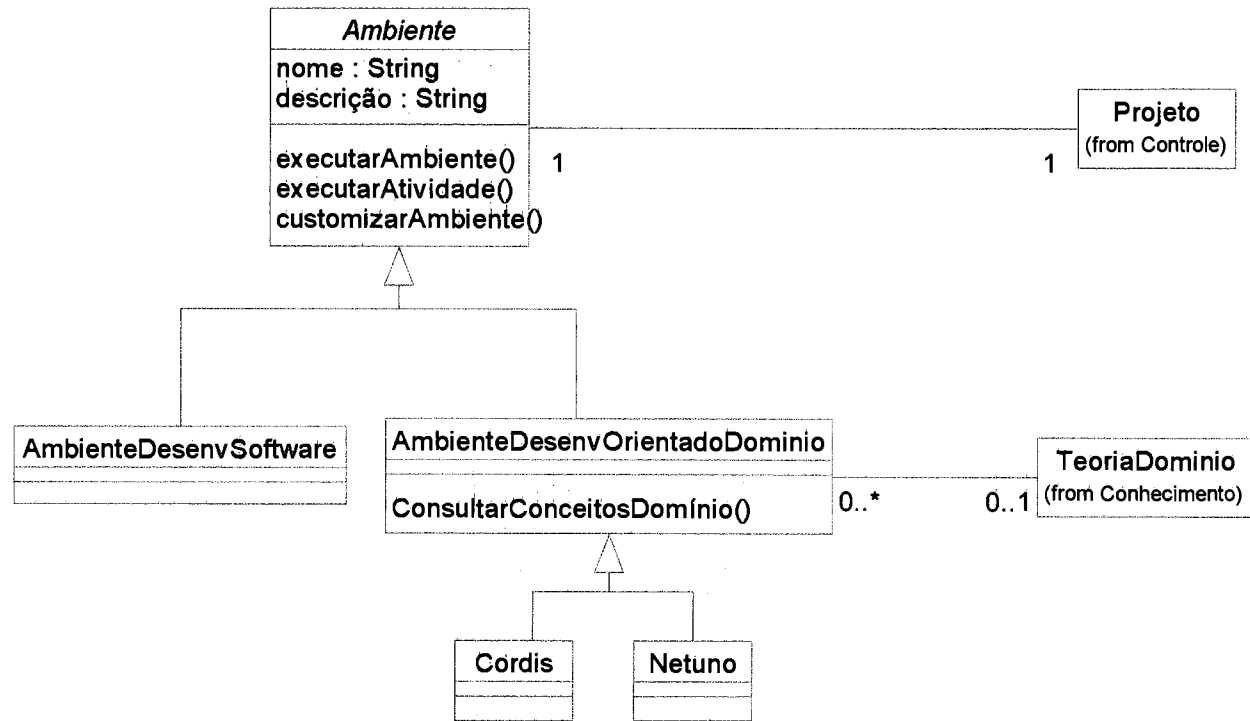 Ambiente
nome : String
descrição : String
executarAmbiente()
executarAtividade()
customizarAmbiente()
1
1
Projeto
(from Controle)
AmbienteDesenvSoftware
AmbienteDesenvOrientadoDominio
ConsultarConceitosDomínio()
0..*
0..1
TeoriaDominio
(from Conhecimento)
Cordis
Netuno